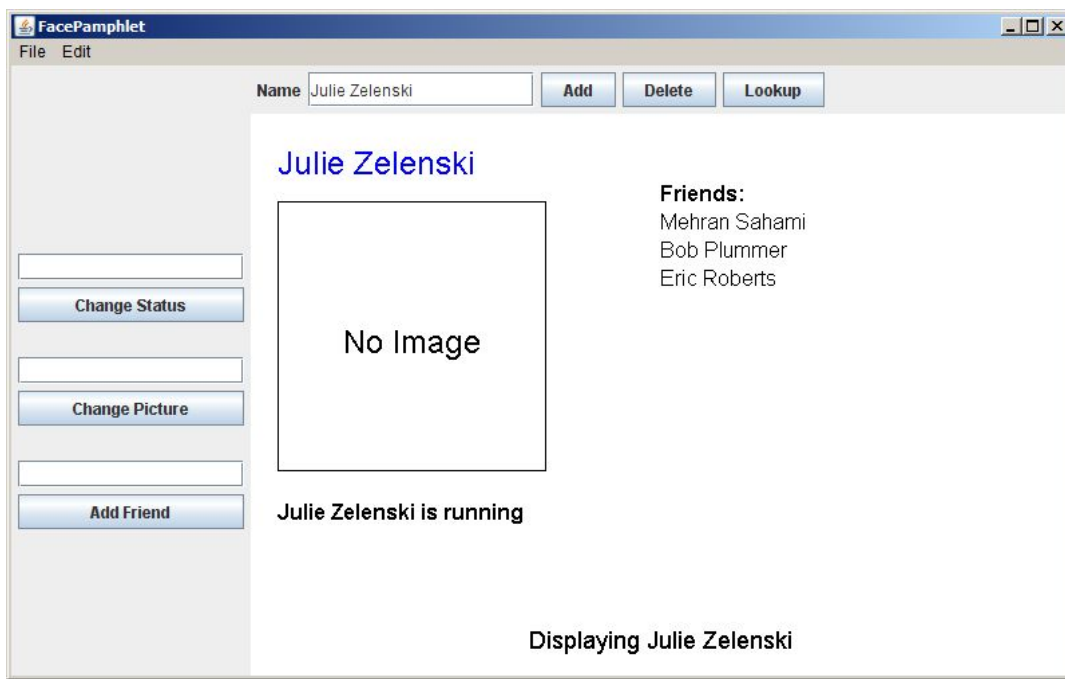 FacePamphlet
File Edit
Name Julie Zelenski Add Delete Lookup
Julie Zelenski
Friends:
Mehran Sahami
Bob Plummer
Eric Roberts
Change Status
No Image
Change Picture
Add Friend
Julie Zelenski is running
Displaying Julie Zelenski